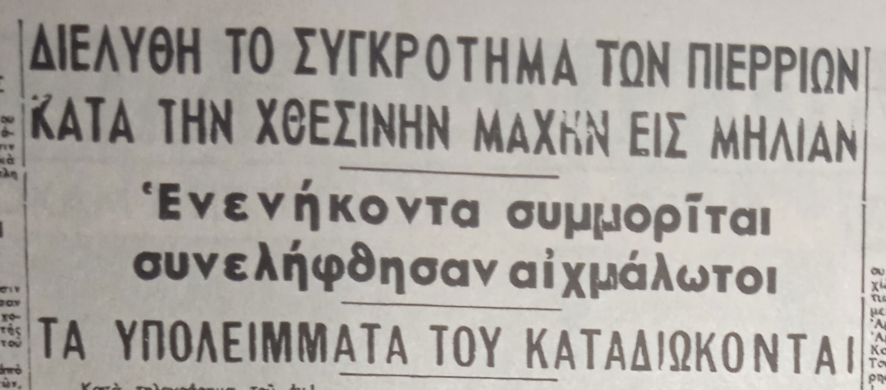 ΔΙΕΛΥΘΗ ΤΟ ΣΥΓΚΡΟΤΗΜΑ ΤΩΝ ΠΙΕΡΡΙΩΝ
ΚΑΤΑ ΤΗΝ ΧΘΕΣΙΝΗΝ ΜΑΧΗΝ ΕΙΣ ΜΗΛΙΑΝ
Ἑνενήκοντα συμμορῖται
συνελήφθησαν αἰχμάλωτοι
ΤΑ ΥΠΟΛΕΙΜΜΑΤΑ ΤΟΥ ΚΑΤΑΔΙΩΚΟΝΤΑΙ